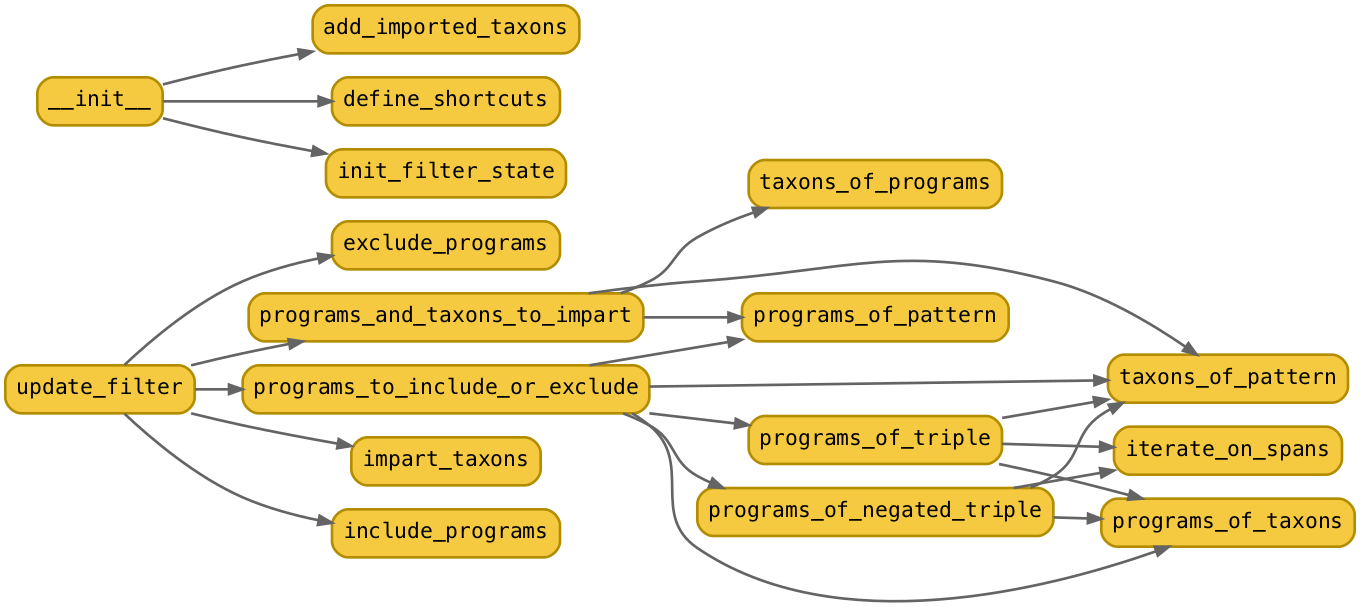 add_imported_taxons
__init__
define_shortcuts
init_filter_state
taxons_of_programs
exclude_programs
programs_and_taxons_to_impart
programs_of_pattern
update_filter
programs_to_include_or_exclude
taxons_of_pattern
programs_of_triple
iterate_on_spans
impart_taxons
programs_of_negated_triple
programs_of_taxons
include_programs